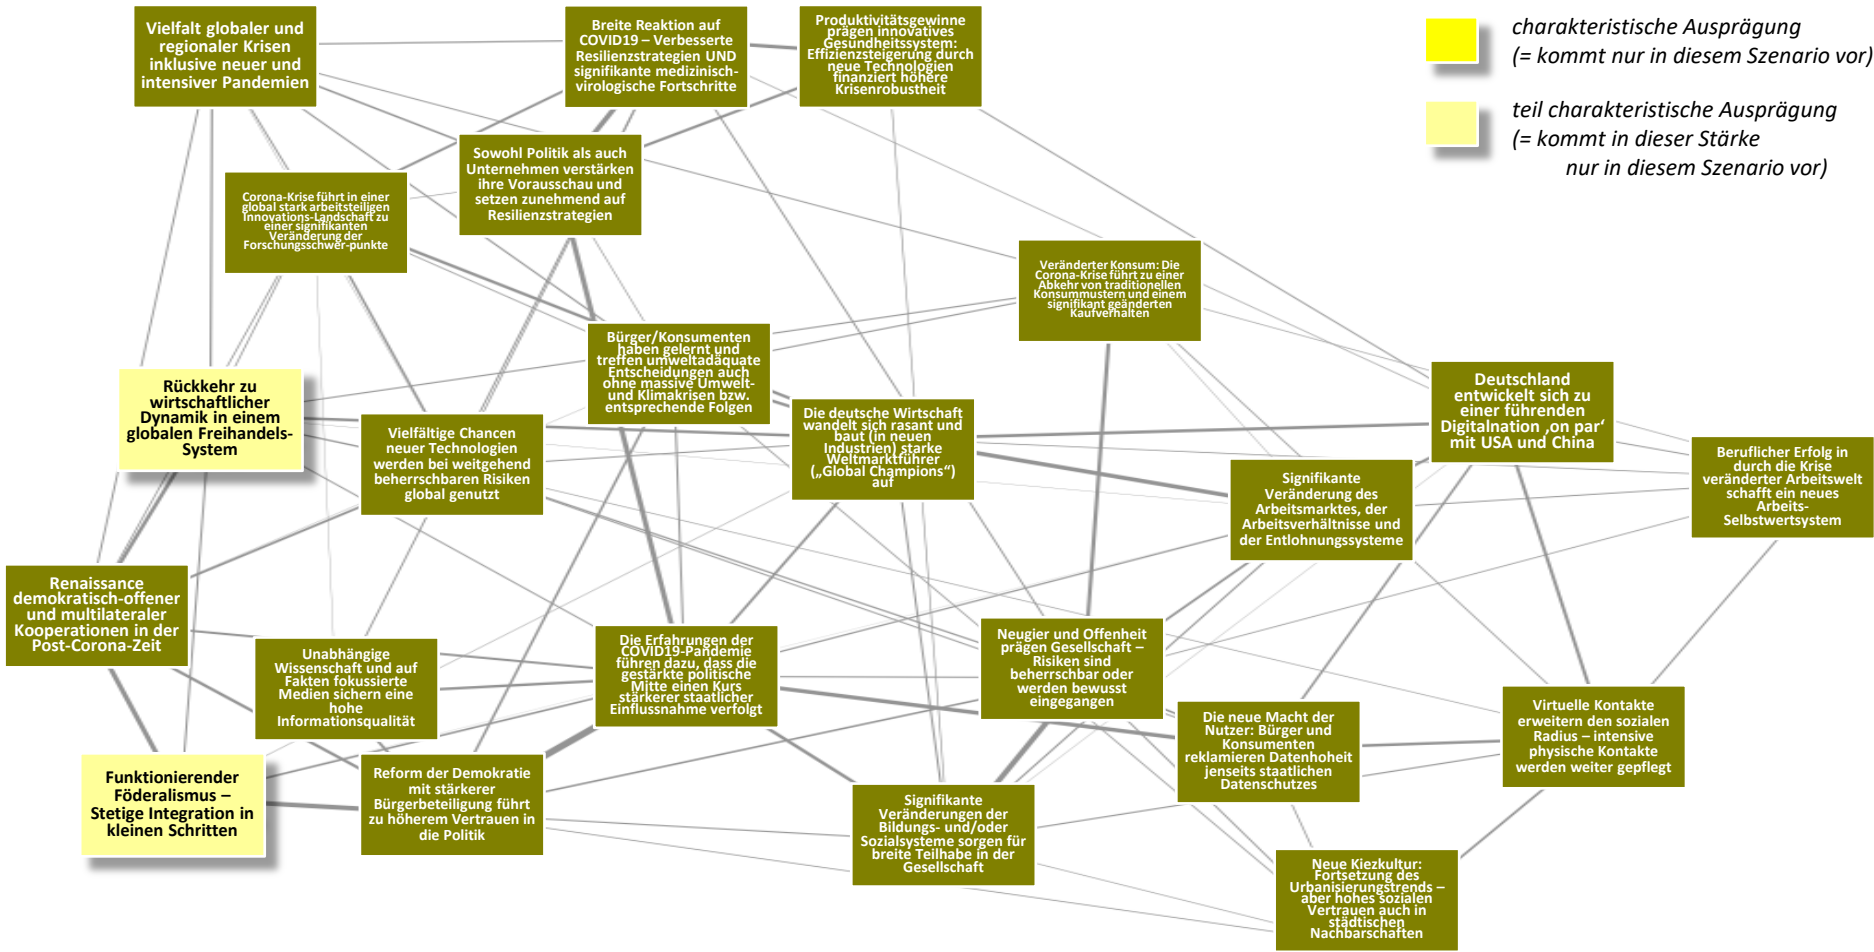 Vielfalt globaler und
regionaler Krisen
inklusive neuer und
intensiver Pandemien
Breite Reaktion auf
COVID19 – Verbesserte
Resilienzstrategien UND
signifikante medizinisch-
virologische Fortschritte
Produktivitätsgewinne
prägen innovatives
Gesundheitssystem:
Effizienzsteigerung durch
neue Technologien
finanziert höhere
Krisenrobustheit
charakteristische Ausprägung
(= kommt nur in diesem Szenario vor)
teil charakteristische Ausprägung
(= kommt in dieser Stärke
nur in diesem Szenario vor)
Sowohl Politik als auch
Unternehmen verstärken
ihre Vorausschau und
setzen zunehmend auf
Resilienzstrategien
Corona-Krise führt in einer
global stark arbeitsteiligen
Innovations-Landschaft zu
einer signifikanten
Veränderung der
Forschungsschwer-punkte
Veränderter Konsum: Die
Corona-Krise führt zu einer
Abkehr von traditionellen
Konsummustern und einem
signifikant geänderten
Kaufverhalten
Bürger/Konsumenten
haben gelernt und
treffen umweltadäquate
Entscheidungen auch
ohne massive Umwelt-
und Klimakrisen bzw.
entsprechende Folgen
Rückkehr zu
wirtschaftlicher
Dynamik in einem
globalen Freihandels-
System
Vielfältige Chancen
neuer Technologien
werden bei weitgehend
beherrschbaren Risiken
global genutzt
Die deutsche Wirtschaft
wandelt sich rasant und
baut (in neuen
Industrien) starke
Weltmarktführer
(„Global Champions“)
auf
Deutschland
entwickelt sich zu
einer führenden
Digitalnation ‚on par‘
mit USA und China
Signifikante
Veränderung des
Arbeitsmarktes, der
Arbeitsverhältnisse und
der Entlohnungssysteme
Beruflicher Erfolg in
durch die Krise
veränderter Arbeitswelt
schafft ein neues
Arbeits-
Selbstwertsystem
Renaissance
demokratisch-offener
und multilateraler
Kooperationen in der
Post-Corona-Zeit
Unabhängige
Wissenschaft und auf
Fakten fokussierte
Medien sichern eine
hohe
Informationsqualität
Die Erfahrungen der
COVID19-Pandemie
führen dazu, dass die
gestärkte politische
Mitte einen Kurs
stärkerer staatlicher
Einflussnahme verfolgt
Neugier und Offenheit
prägen Gesellschaft –
Risiken sind
beherrschbar oder
werden bewusst
eingegangen
Die neue Macht der
Nutzer: Bürger und
Konsumenten
reklamieren Datenhoheit
jenseits staatlichen
Datenschutzes
Virtuelle Kontakte
erweitern den sozialen
Radius – intensive
physische Kontakte
werden weiter gepflegt
Funktionierender
Föderalismus –
Stetige Integration in
kleinen Schritten
Reform der Demokratie
mit stärkerer
Bürgerbeteiligung führt
zu höherem Vertrauen in
die Politik
Signifikante
Veränderungen der
Bildungs- und/oder
Sozialsysteme sorgen für
breite Teilhabe in der
Gesellschaft
Neue Kiezkultur:
Fortsetzung des
Urbanisierungstrends –
aber hohes sozialen
Vertrauen auch in
städtischen
Nachbarschaften